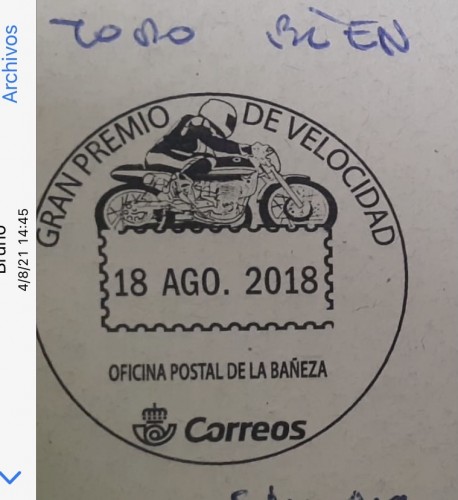 TODO BIEN
GRAN PREMIO DE VELOCIDAD
18 AGO. 2018
OFICINA POSTAL DE LA BAÑEZA
Correos
Archivos
4/8/21 14:45